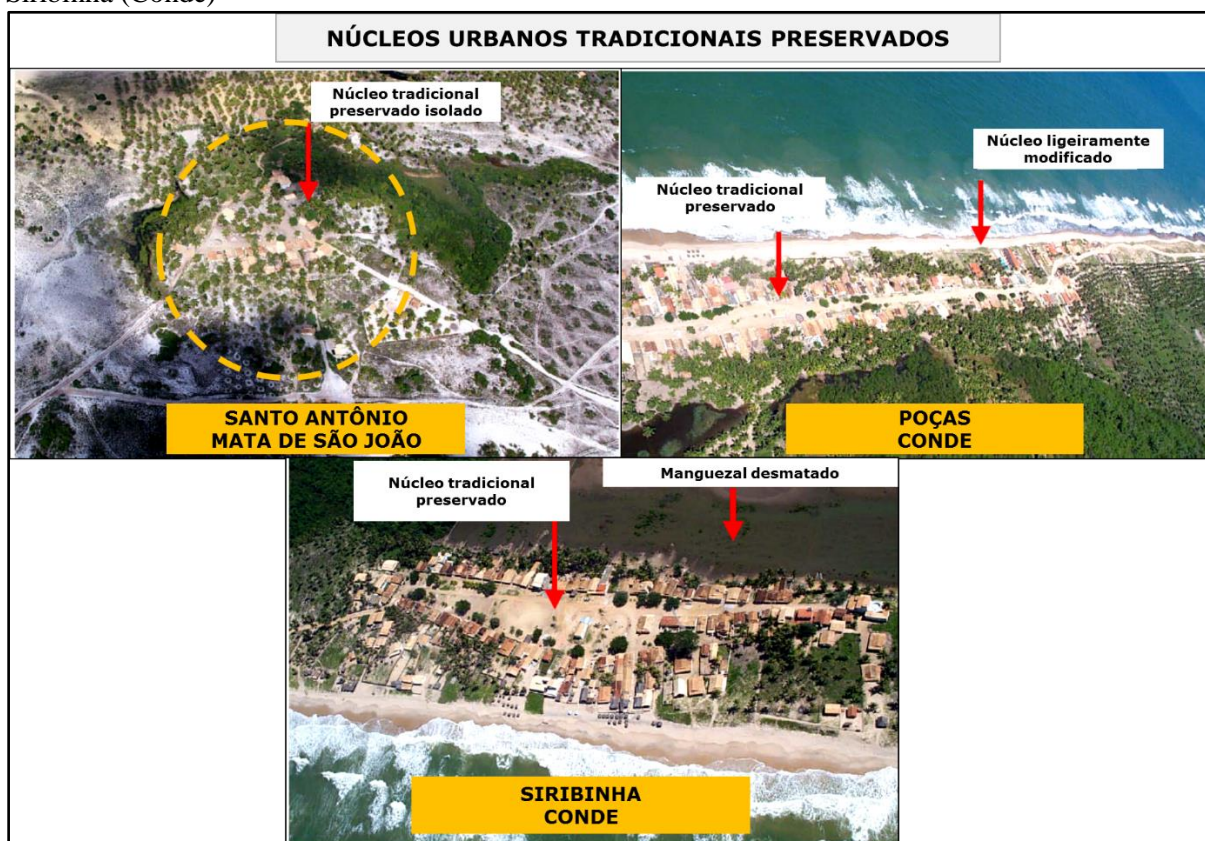 Siribinha (Conde)
NÚCLEOS URBANOS TRADICIONAIS PRESERVADOS
Núcleo tradicional
preservado isolado
SANTO ANTÔNIO
MATA DE SÃO JOÃO
Núcleo ligeiramente
modificado
Núcleo tradicional
preservado
POÇAS
CONDE
Núcleo tradicional
preservado
Manguezal desmatado
SIRIBINHA
CONDE